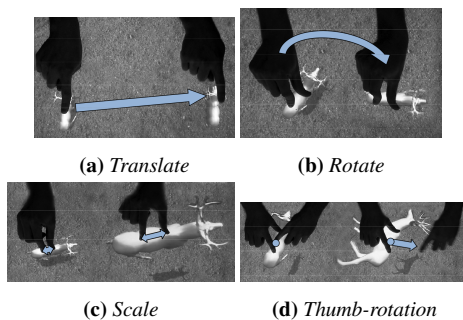 (a) Translate
(b) Rotate
(c) Scale
(d) Thumb-rotation